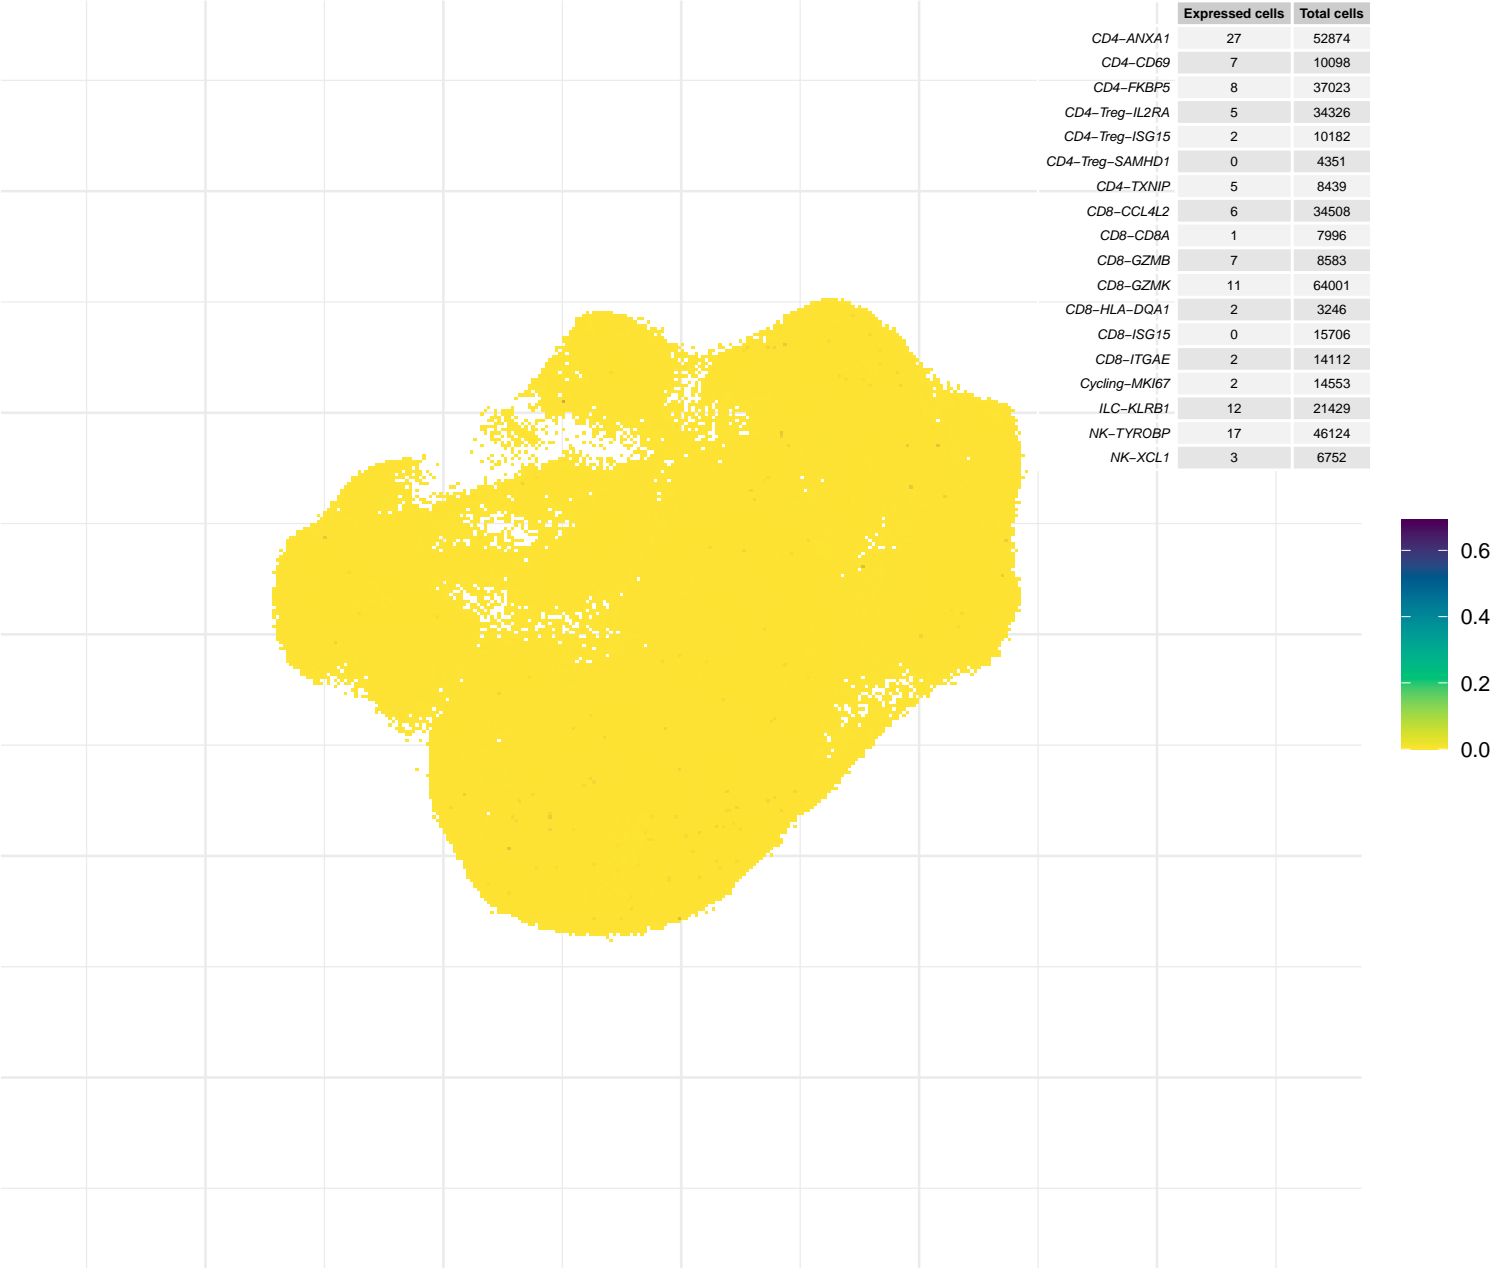 Expressed cells Total cells
CD4−ANXA1 27 52874
CD4−CD69 7 10098
CD4−FKBP5 8 37023
CD4−Treg−IL2RA 5 34326
CD4−Treg−ISG15 2 10182
CD4−Treg−SAMHD1 0 4351
CD4−TXNIP 5 8439
CD8−CCL4L2 6 34508
CD8−CD8A 1 7996
CD8−GZMB 7 8583
CD8−GZMK 11 64001
CD8−HLA−DQA1 2 3246
CD8−ISG15 0 15706
CD8−ITGAE 2 14112
Cycling−MKI67 2 14553
ILC−KLRB1 12 21429
NK−TYROBP 17 46124
NK−XCL1 3 6752
0.6
0.4
0.2
0.0